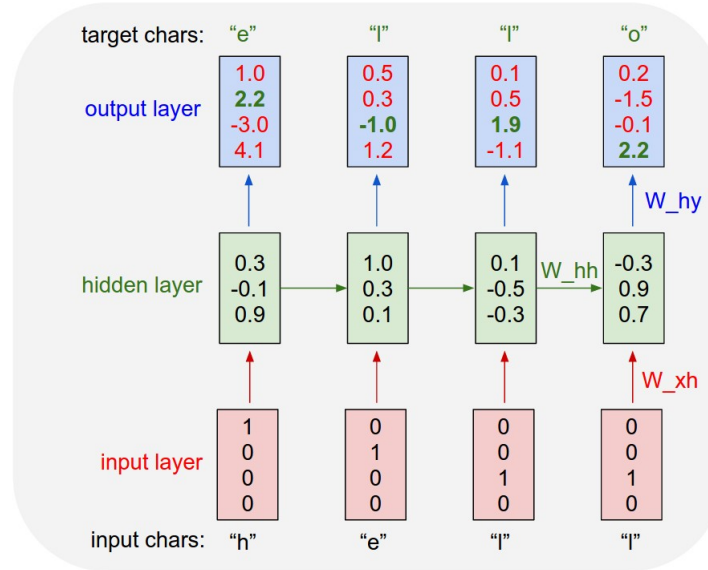 target chars: “e” “l” “l” “o”
1.0 0.5 0.1 0.2
2.2 0.3 0.5 -1.5
output layer -3.0 -1.0 1.9 -0.1
4.1 1.2 -1.1 2.2
W_hy
0.3 1.0 0.1 W_hh -0.3
hidden layer -0.1 0.3 -0.5 0.9
0.9 0.1 -0.3 0.7
W_xh
1 0 0 0
0 1 0 0
input layer 0 0 1 1
0 0 0 0
input chars: “h” “e” “l” “l”